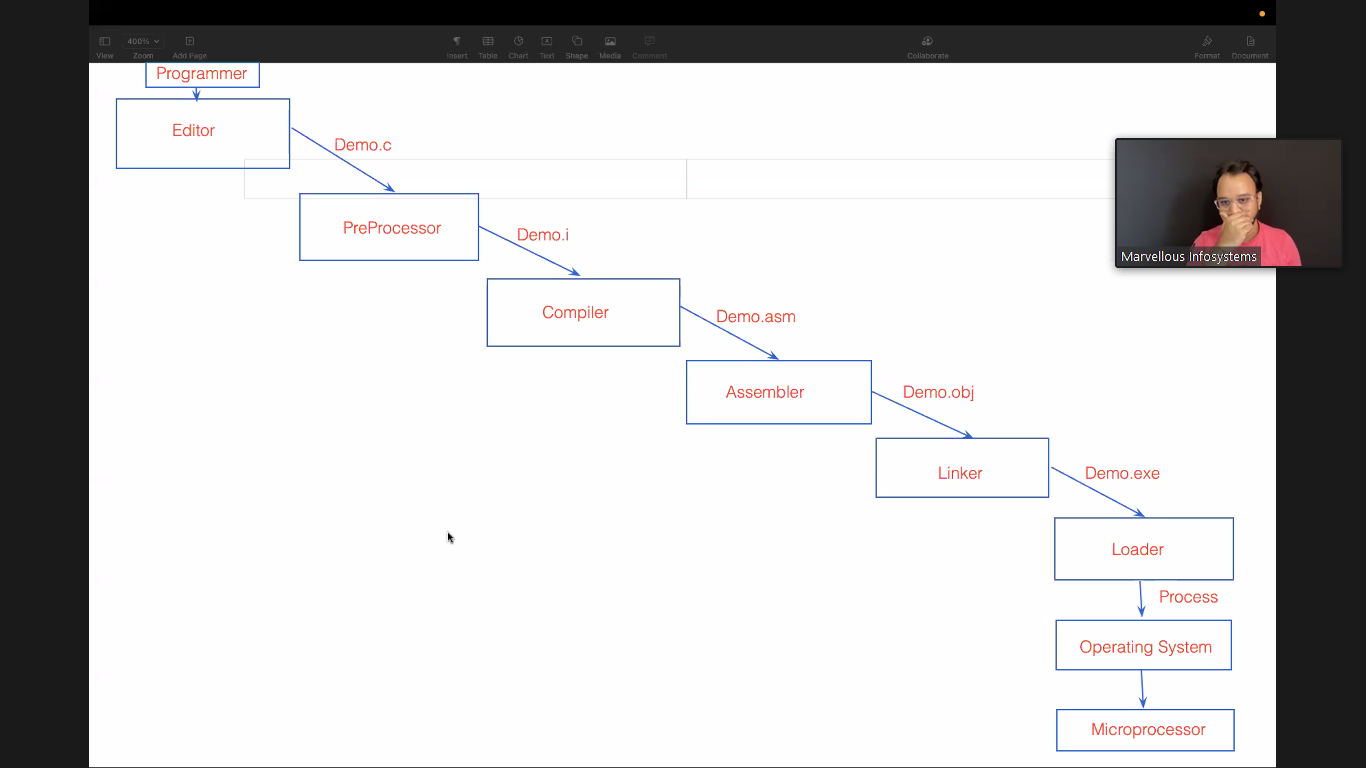 400%
View
Zoom
Add Page
Insert
Table
Chart
Text
Shape
Media
Comment
Collaborate
Format
Document
Programmer
Editor
Demo.c
PreProcessor
Demo.i
Compiler
Demo.asm
Assembler
Demo.obj
Linker
Demo.exe
Loader
Process
Operating System
Microprocessor
Marvellous Infosystems